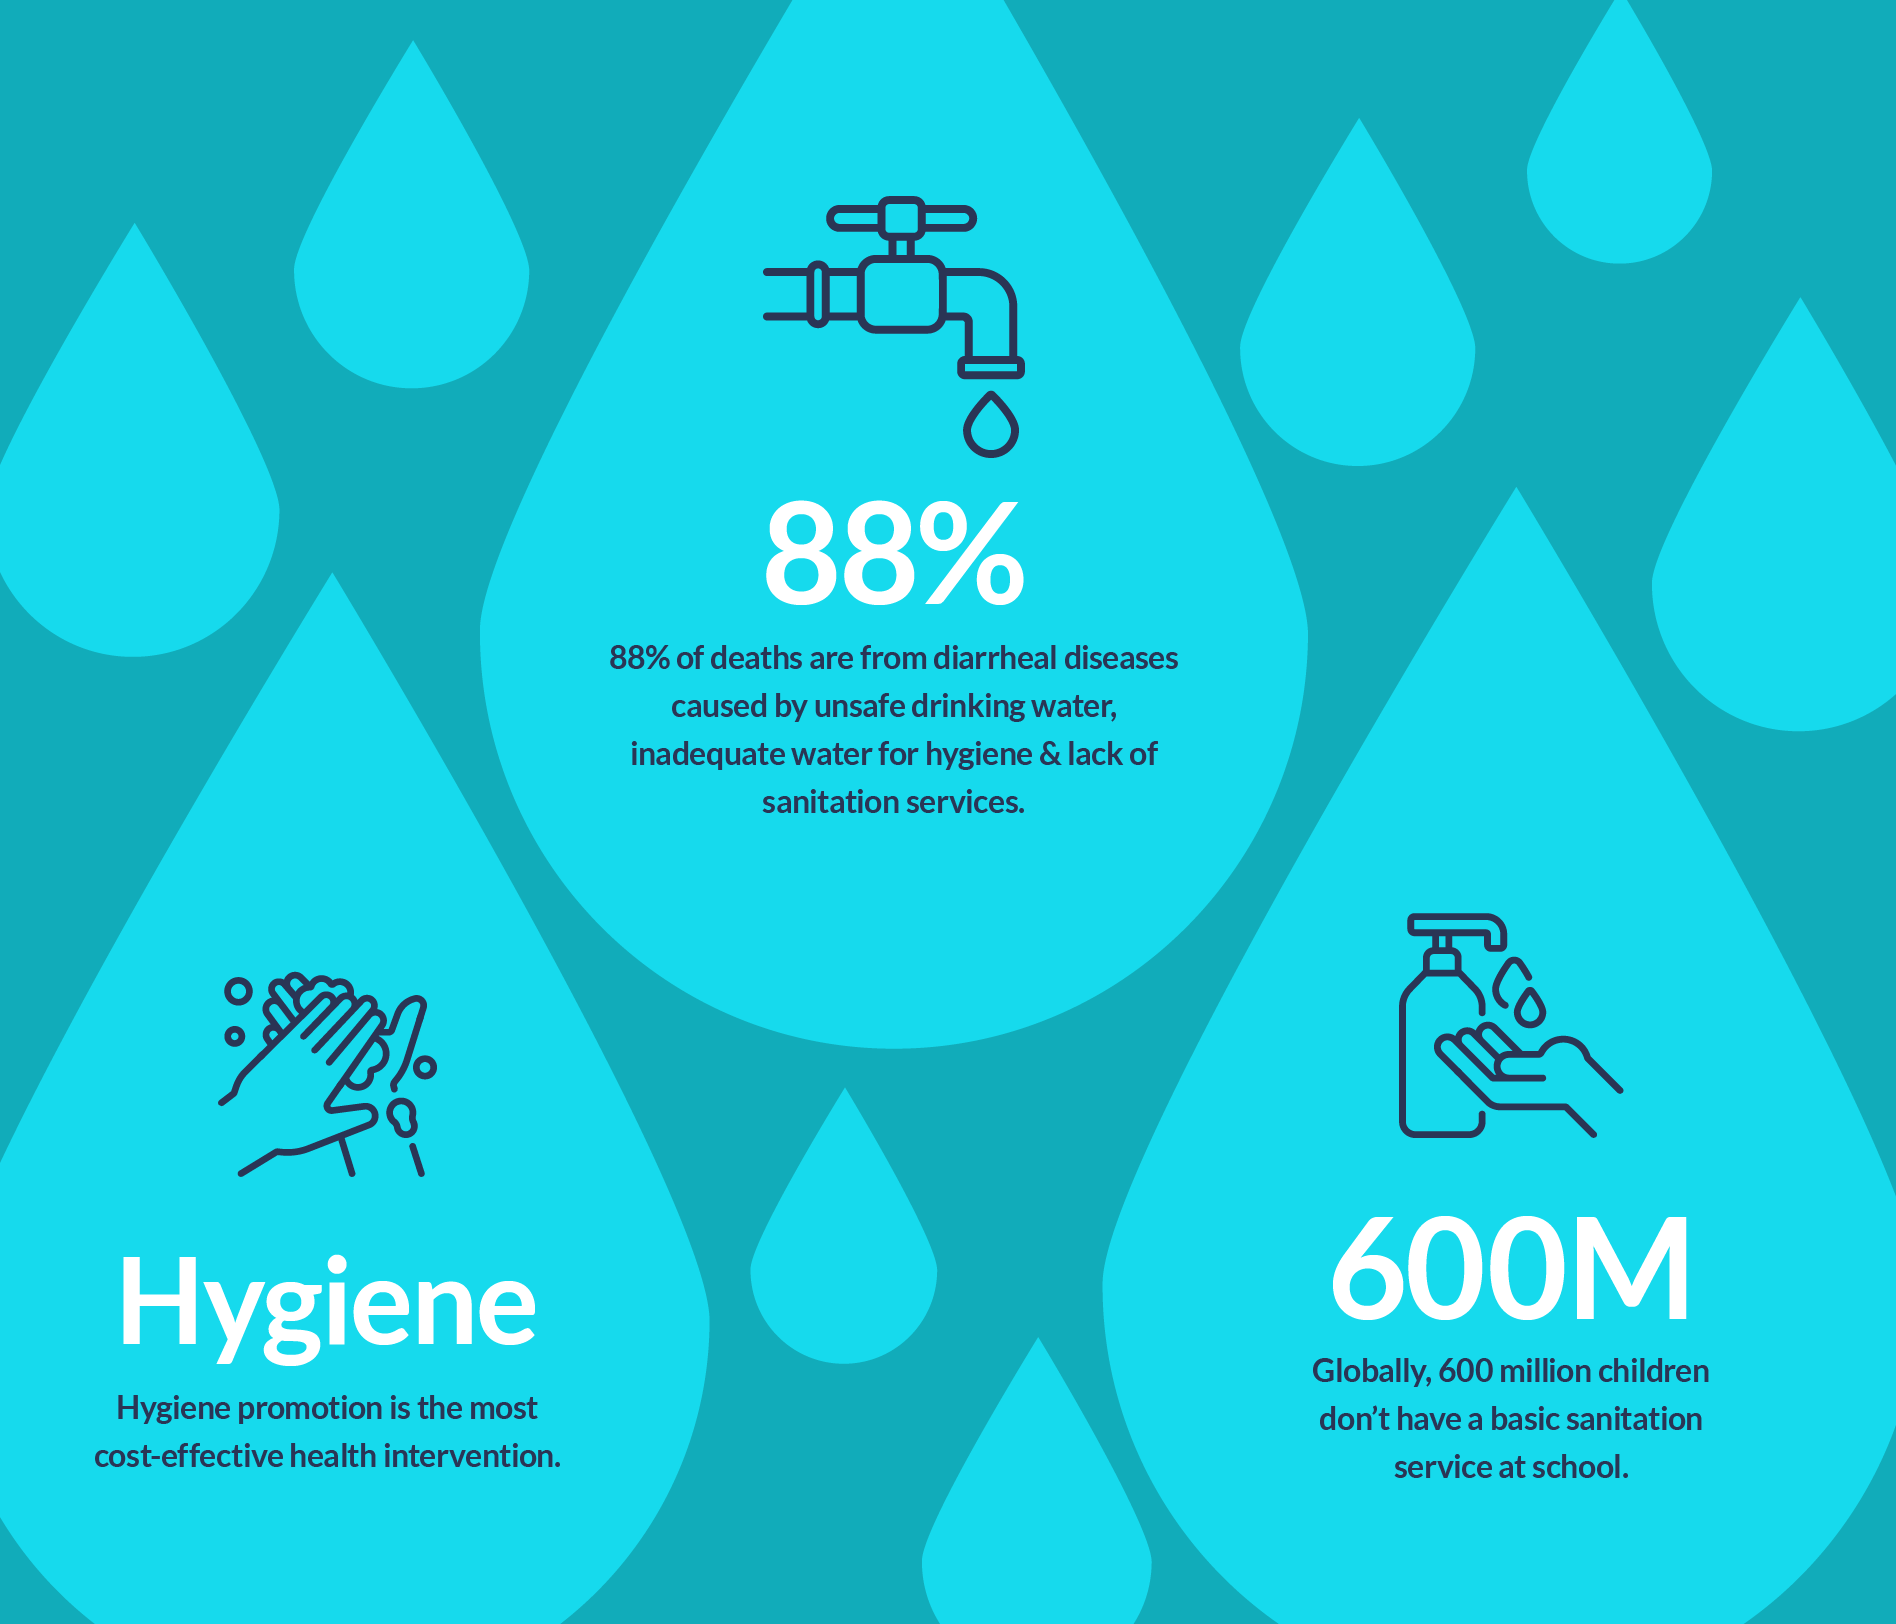 88%
88% of deaths are from diarrheal diseases
caused by unsafe drinking water,
inadequate water for hygiene & lack of
sanitation services.
Hygiene
Hygiene promotion is the most
cost-effective health intervention.
600M
Globally, 600 million children
don’t have a basic sanitation
service at school.